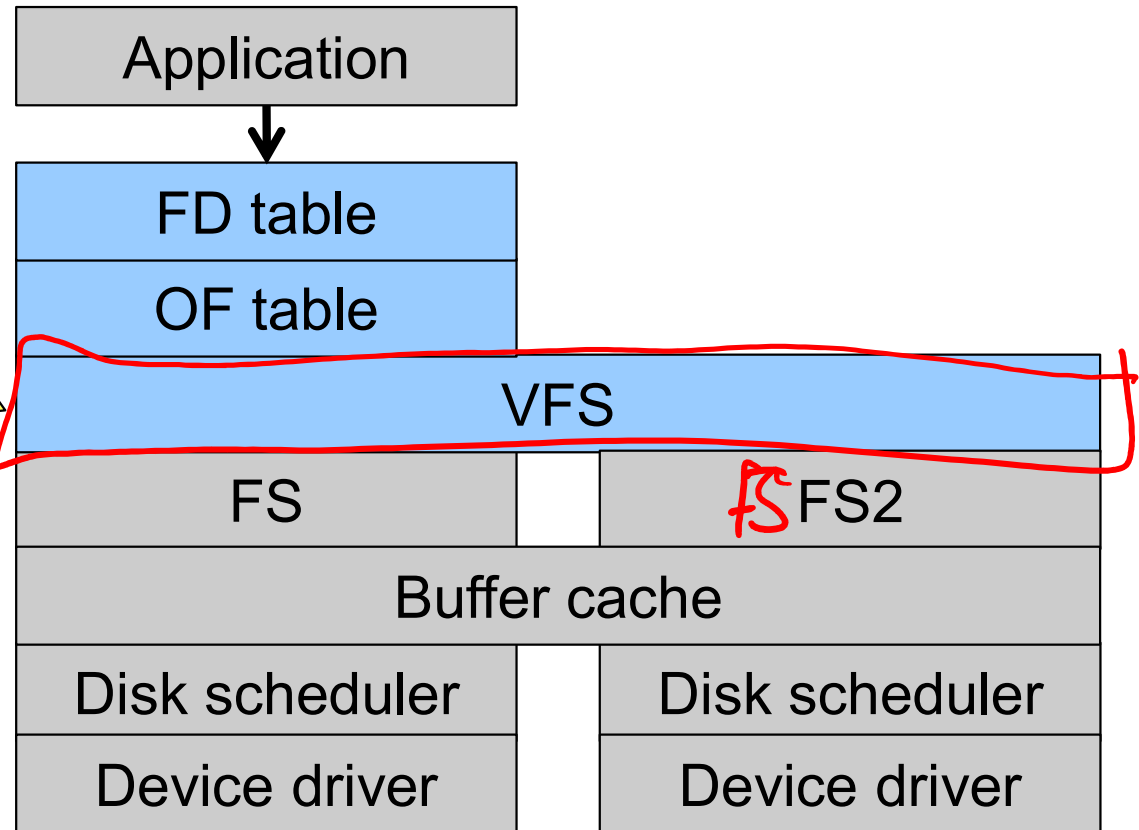 Application
FD table
OF table
VFS
FS FS FS2
Buffer cache
Disk scheduler Disk scheduler
Device driver Device driver